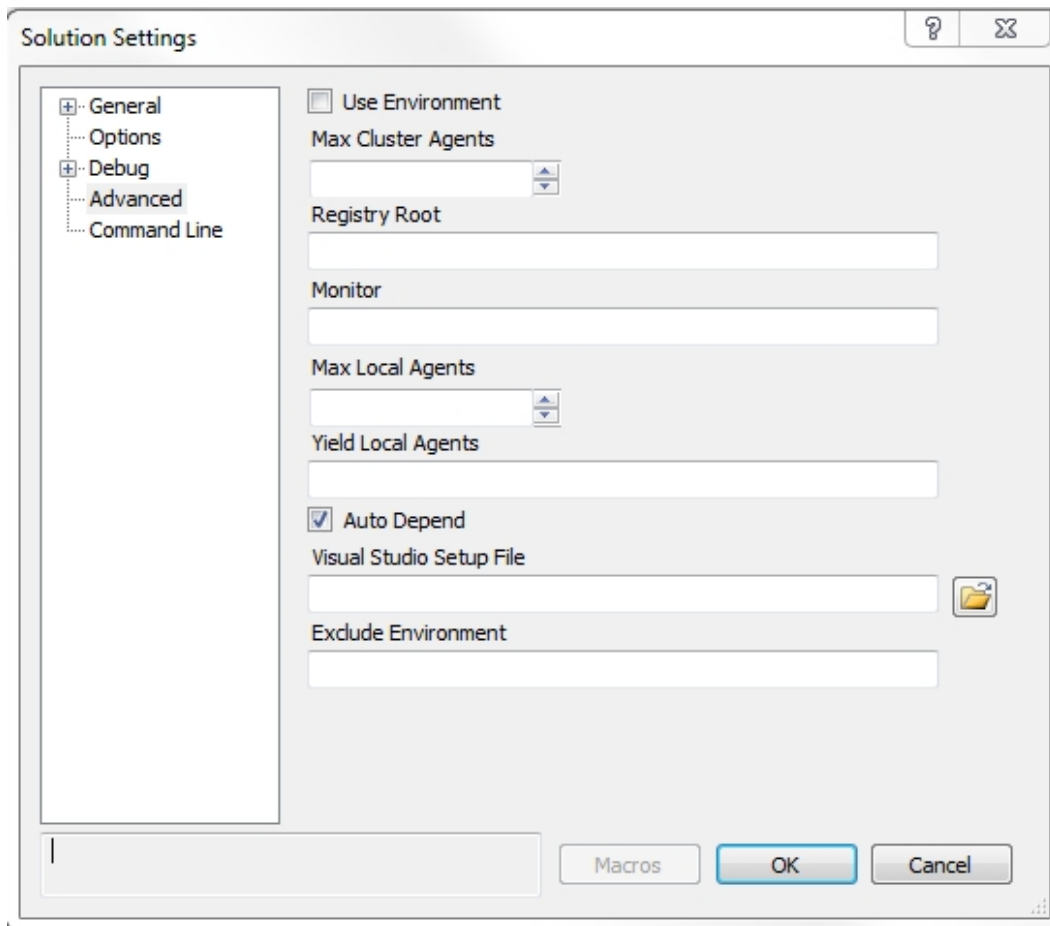 Solution Settings
General
Options
Debug
Advanced
Command Line
Use Environment
Max Cluster Agents
Registry Root
Monitor
Max Local Agents
Yield Local Agents
Auto Depend
Visual Studio Setup File
Exclude Environment
Macros
OK
Cancel